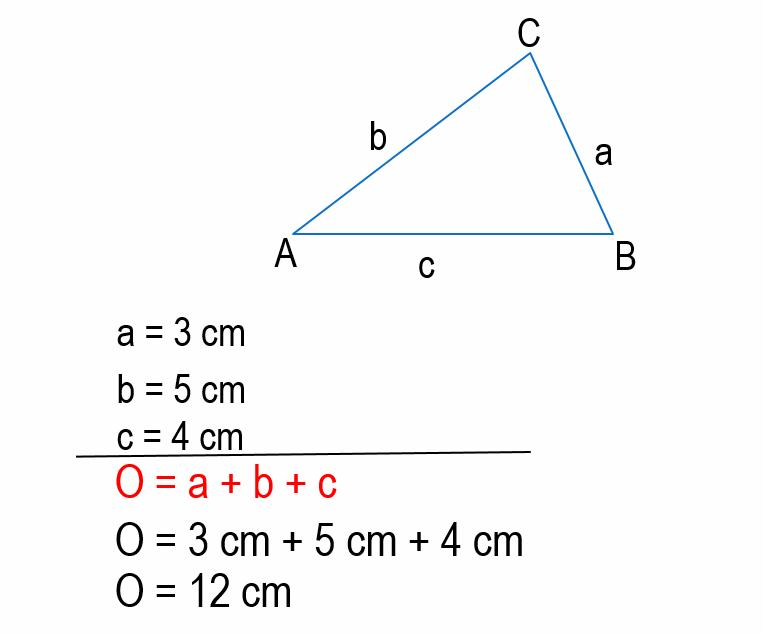 C
b
a
A
B
c
a = 3 cm
b = 5 cm
c = 4 cm
O = a + b + c
O = 3 cm + 5 cm + 4 cm
O = 12 cm